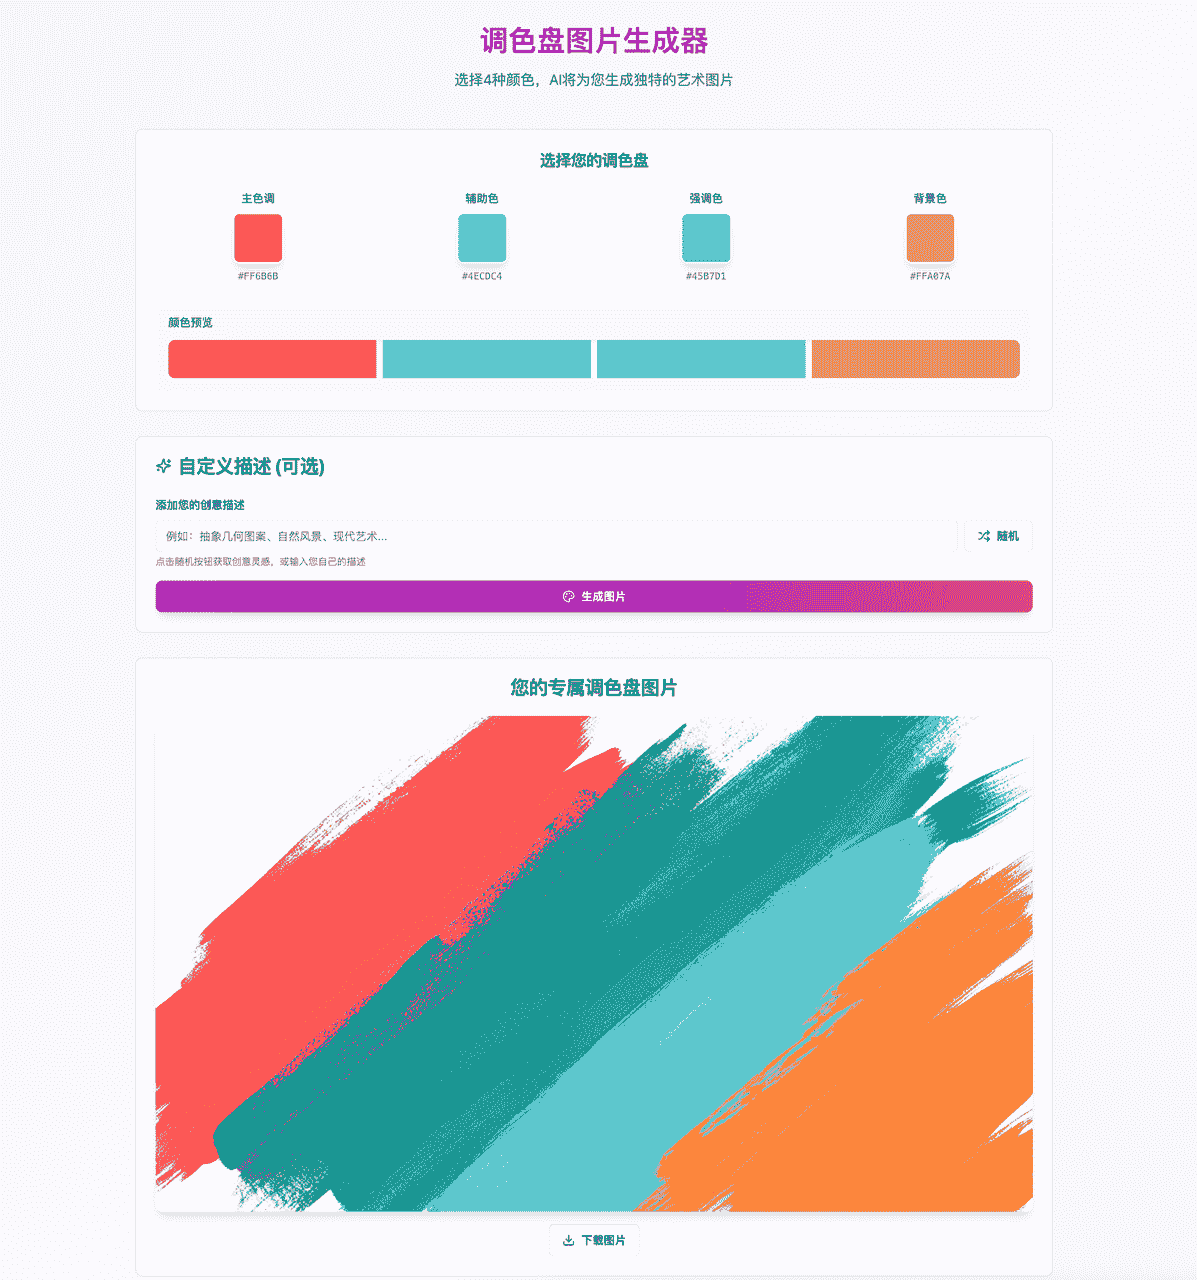 调色盘图片生成器
选择4种颜色，AI将为您生成独特的艺术图片
选择您的调色盘
主色调
辅助色
强调色
背景色
#FF6B6B
#4ECDC4
#45B7D1
#FFA07A
颜色预览
自定义描述 (可选)
添加您的创意描述
例如：抽象几何图案、自然风景、现代艺术...
随机
点击随机按钮获取创意灵感，或输入您自己的描述
生成图片
您的专属调色盘图片
下载图片